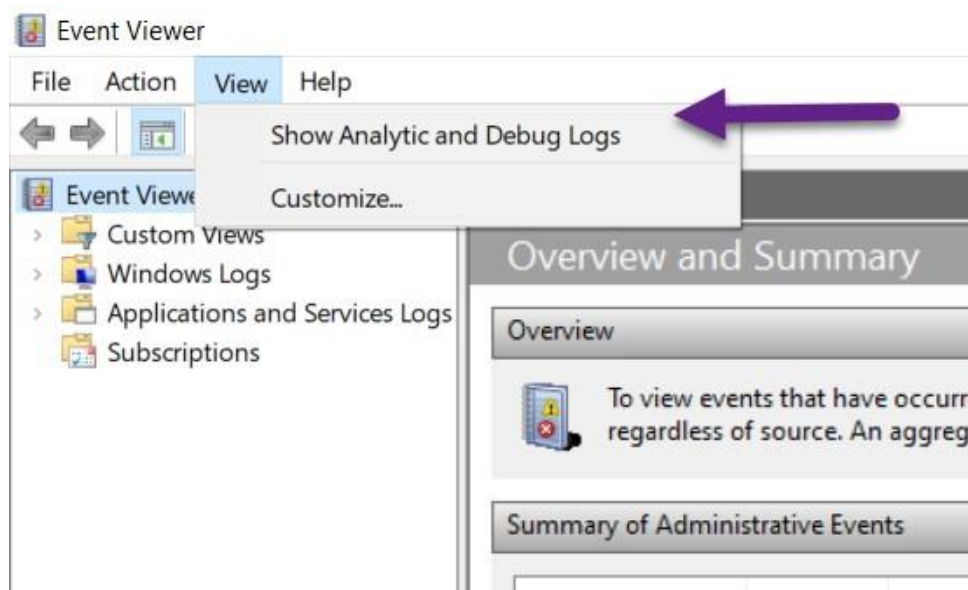 Event Viewer
File Action View Help
Show Analytic and Debug Logs
Customize...
Event Viewe
Custom Views
Windows Logs
Applications and Services Logs
Subscriptions
Overview and Summary
Overview
To view events that have occurr
regardless of source. An aggreg
Summary of Administrative Events